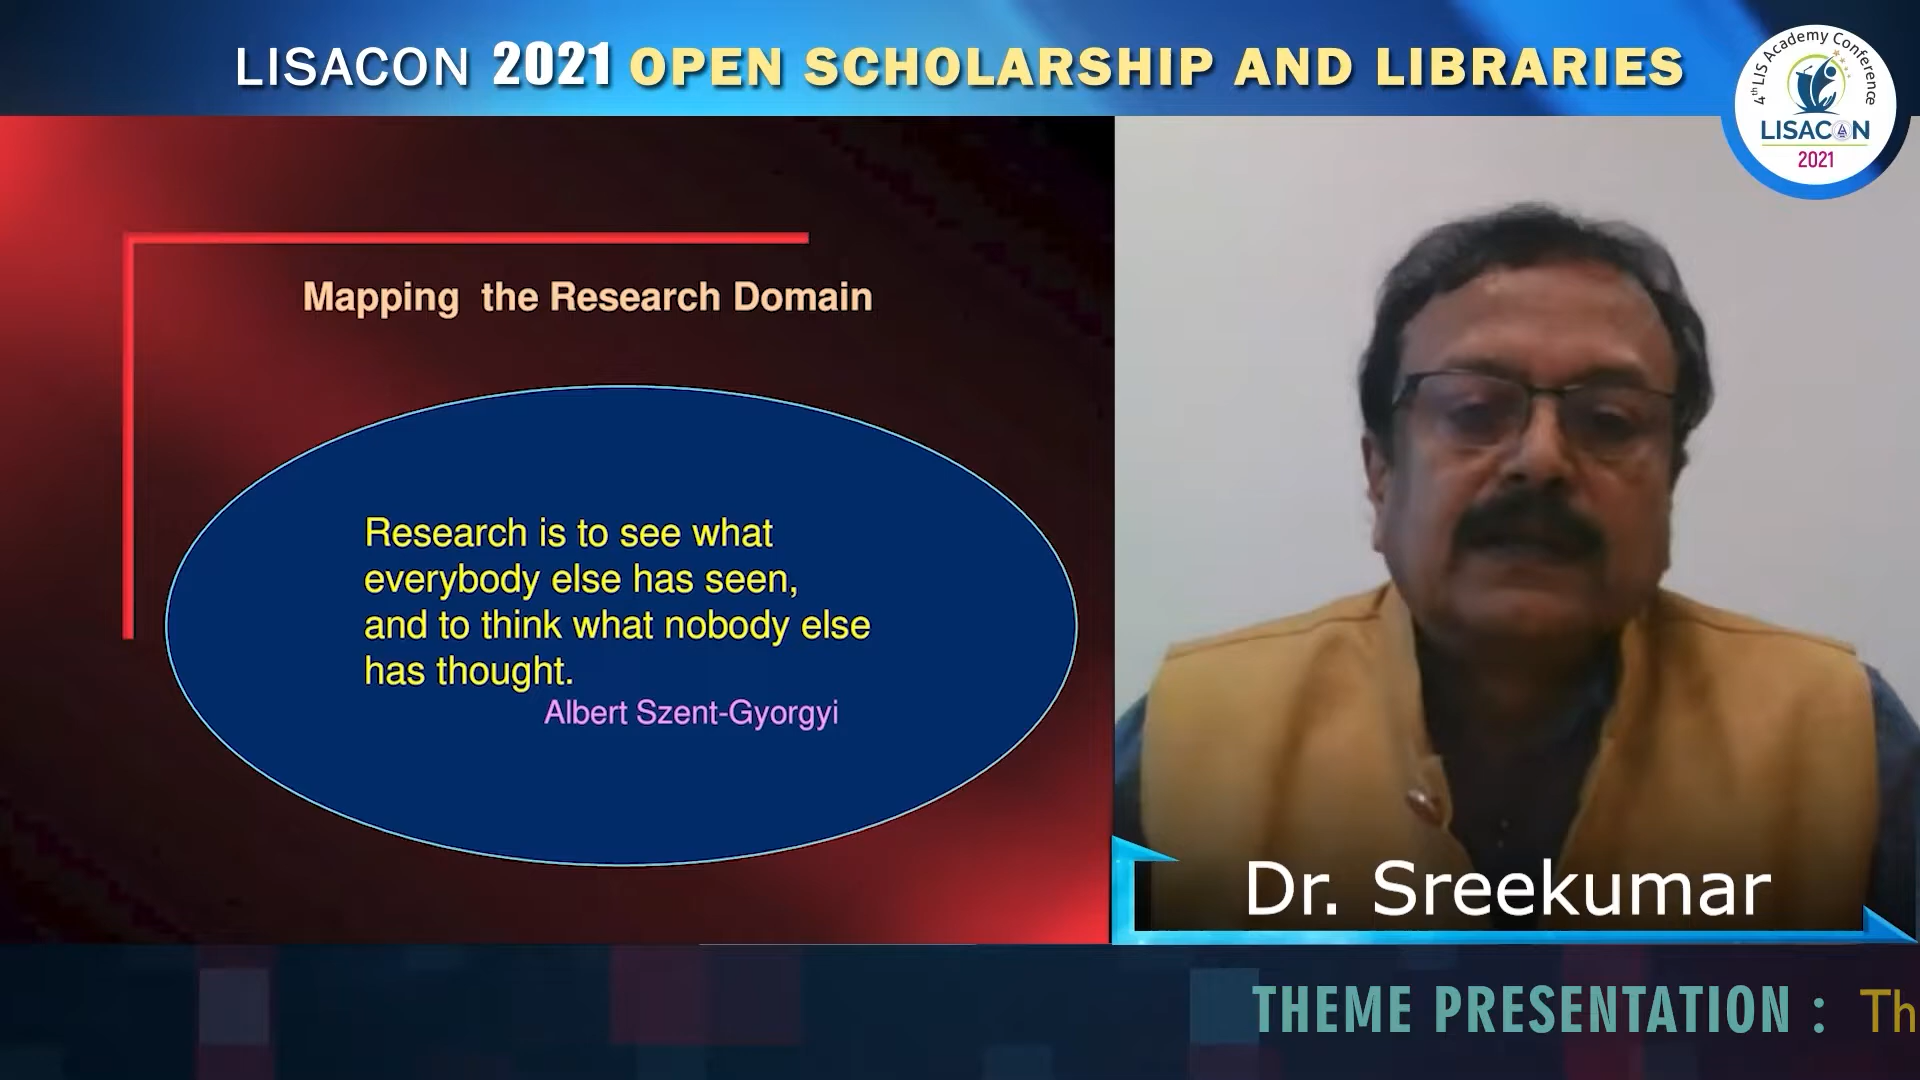 LISACON 2021 OPEN SCHOLARSHIP AND LIBRARIES
4th LIS Academy Conference
LISACON
2021
Mapping the Research Domain
Research is to see what
everybody else has seen,
and to think what nobody else
has thought.
Albert Szent-Gyorgyi
Dr. Sreekumar
THEME PRESENTATION : Th